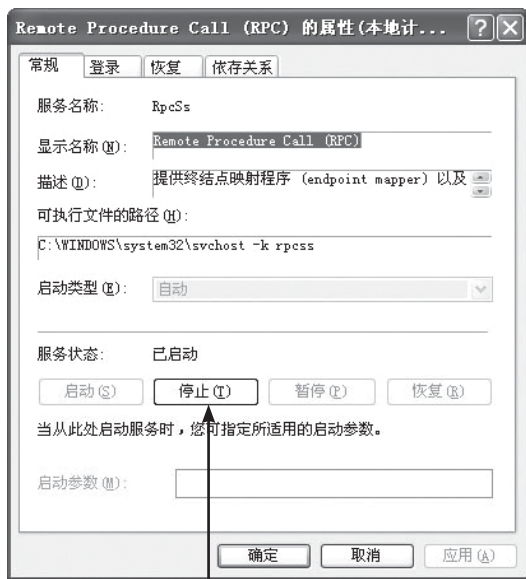 Remote Procedure Call (RPC) 的属性(本地计...
常规 登录 恢复 依存关系
服务名称: RpcSs
显示名称(N): Remote Procedure Call (RPC)
描述(D): 提供终结点映射程序 (endpoint mapper) 以及
可执行文件的路径(H):
C:\WINDOWS\system32\svchost -k rpcss
启动类型(E): 自动
服务状态: 已启动
启动(S) 停止(T) 暂停(P) 恢复(R)
当从此处启动服务时，您可指定所适用的启动参数。
启动参数(M):
确定 取消 应用(A)